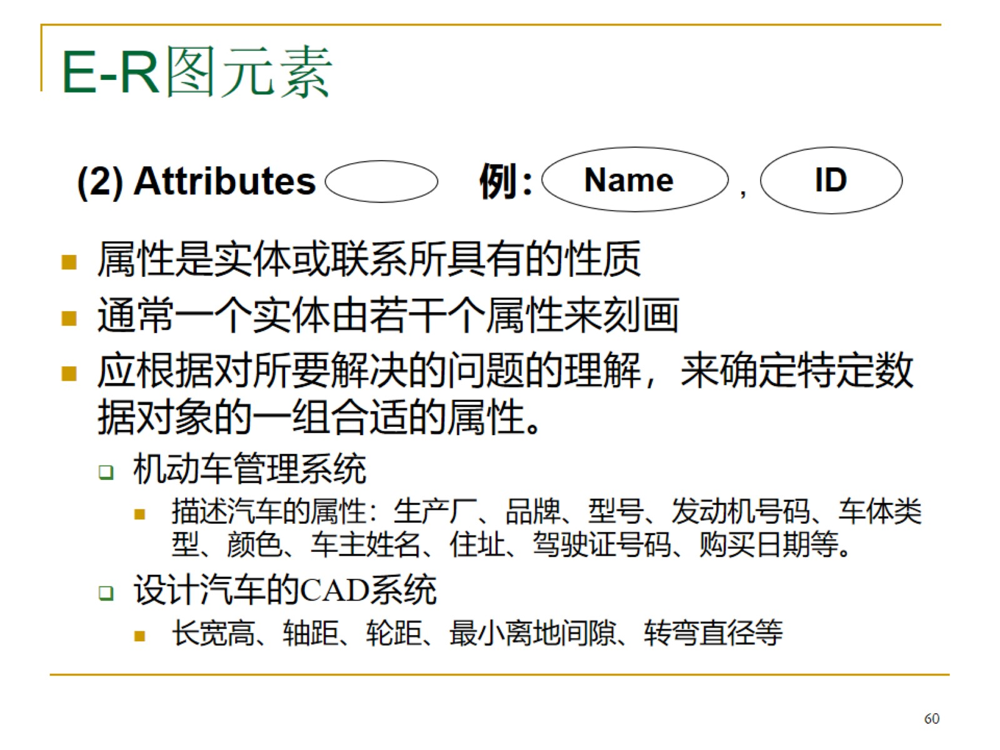 E-R图元素
(2) Attributes 例： Name , ID
属性是实体或联系所具有的性质
通常一个实体由若干个属性来刻画
应根据对所要解决的问题的理解，来确定特定数
据对象的一组合适的属性。
机动车管理系统
描述汽车的属性：生产厂、品牌、型号、发动机号码、车体类
型、颜色、车主姓名、住址、驾驶证号码、购买日期等。
设计汽车的CAD系统
长宽高、轴距、轮距、最小离地间隙、转弯直径等
60